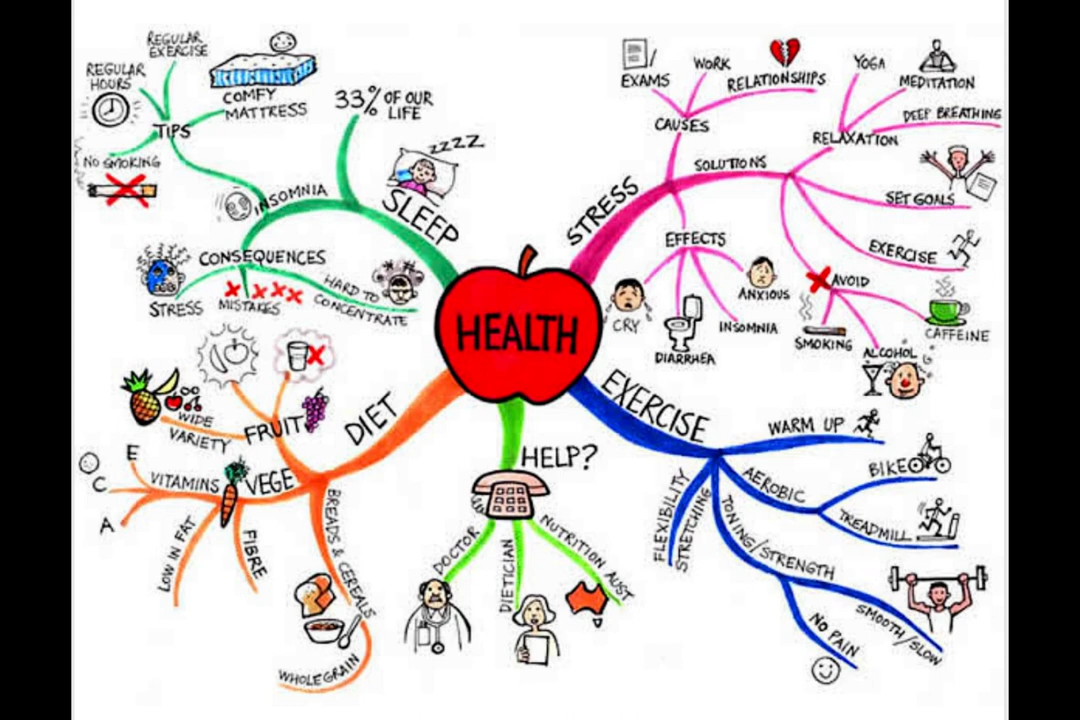 HEALTH
SLEEP
33% OF OUR
LIFE
ZZZZ
INSOMNIA
TIPS
REGULAR
HOURS
REGULAR
EXERCISE
COMFY
MATTRESS
NO SMOKING
CONSEQUENCES
STRESS
MISTAKES
HARD TO
CONCENTRATE
STRESS
CAUSES
EXAMS
WORK
RELATIONSHIPS
SOLUTIONS
RELAXATION
YOGA
MEDITATION
DEEP BREATHING
SET GOALS
EXERCISE
AVOID
SMOKING
ALCOHOL
CAFFEINE
EFFECTS
CRY
DIARRHEA
INSOMNIA
ANXIOUS
DIET
FRUIT
WIDE
VARIETY
VEGE
VITAMINS
E
C
A
LOW IN FAT
FIBRE
BREADS & CEREALS
WHOLEGRAIN
HELP?
DOCTOR
DIETICIAN
NUTRITION AUST
EXERCISE
WARM UP
AEROBIC
BIKE
TREADMILL
TONING/STRENGTH
SMOOTH/SLOW
NO PAIN
FLEXIBILITY
STRETCHING